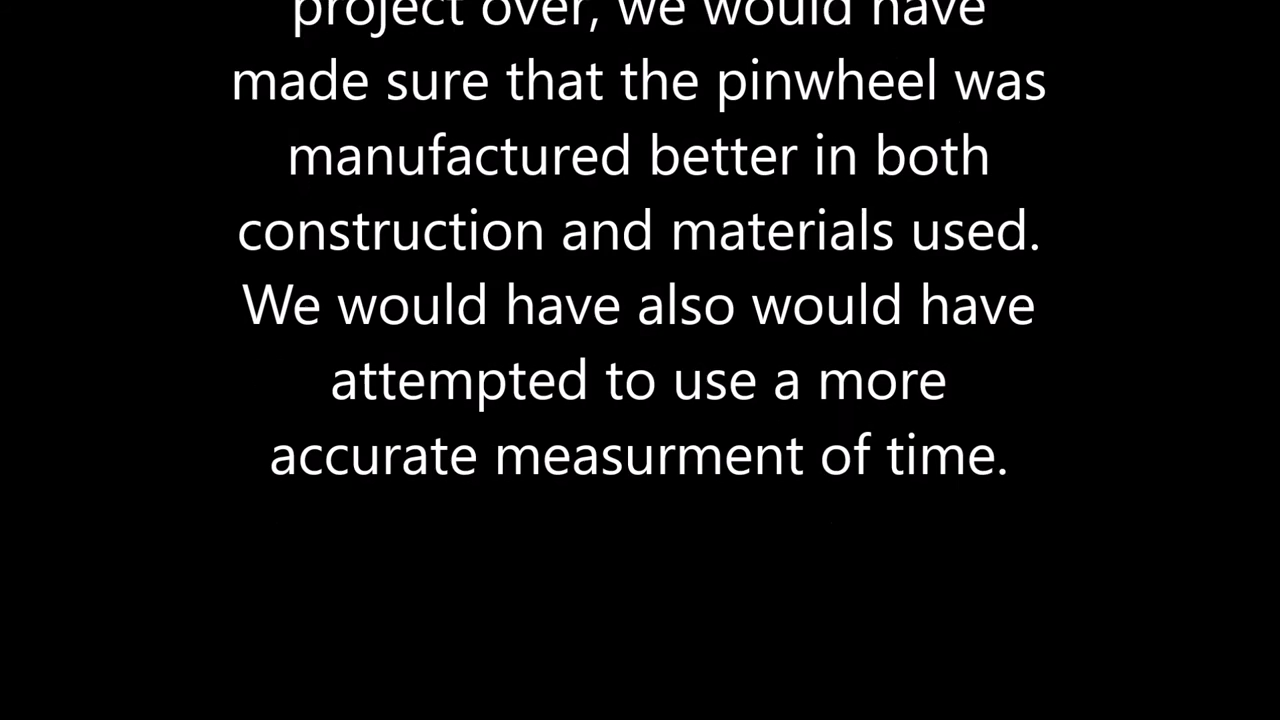 project over, we would have
made sure that the pinwheel was
manufactured better in both
construction and materials used.
We would have also would have
attempted to use a more
accurate measurment of time.